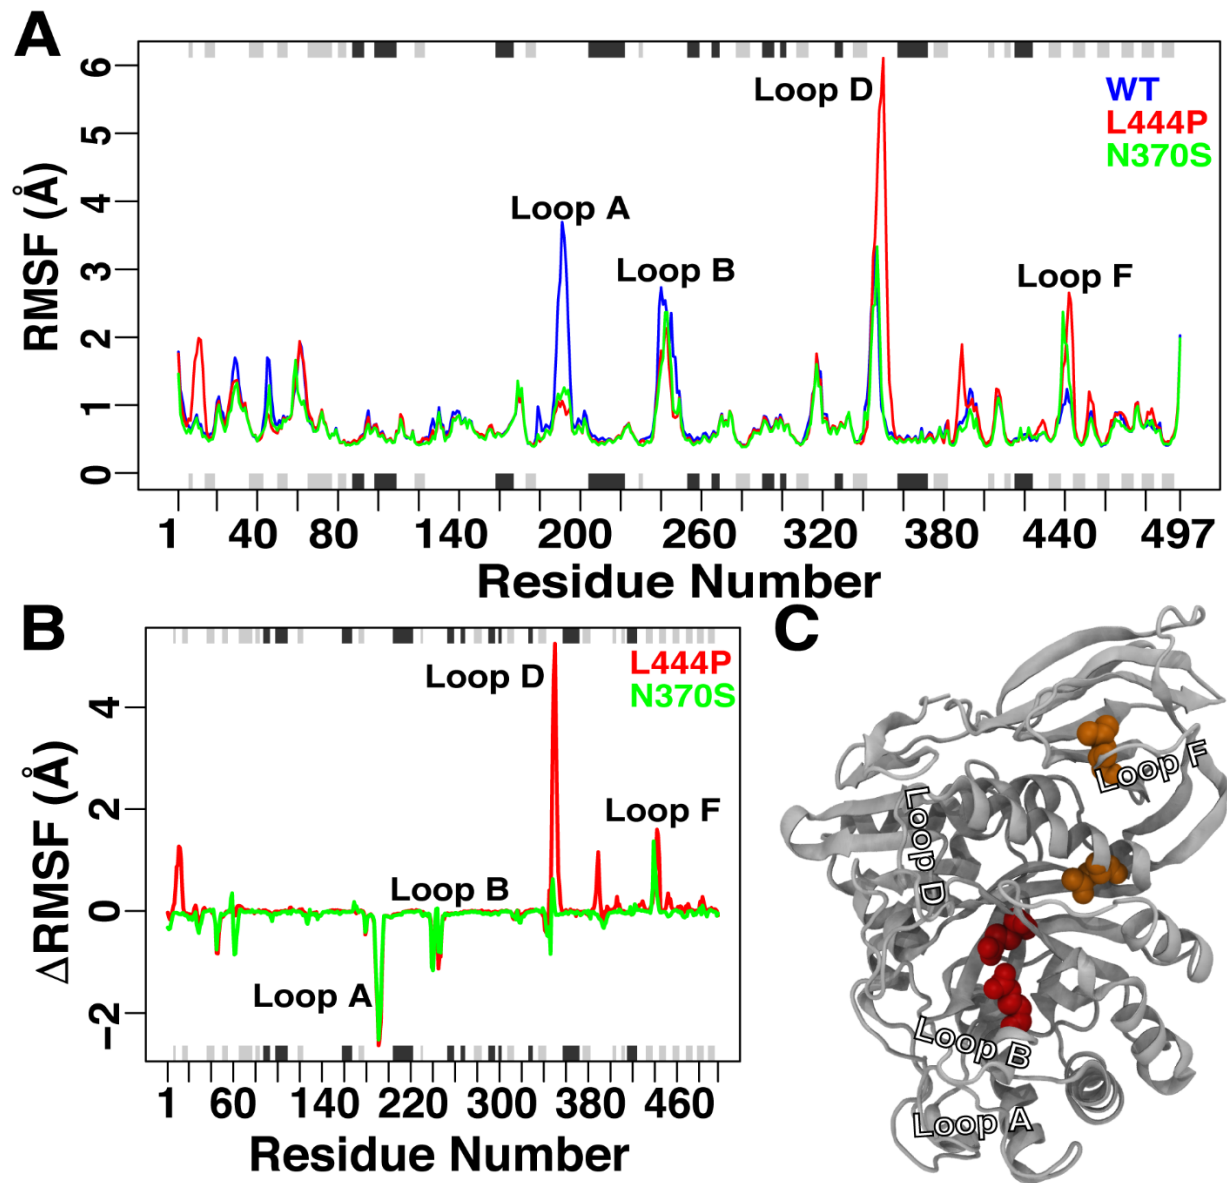 A
RMSF (Å)
6
5
4
3
2
1
0
Loop A
Loop B
Loop D
Loop F
WT
L444P
N370S
1 40 80 140 200 260 320 380 440 497
Residue Number
B
ΔRMSF (Å)
4
2
0
−2
Loop D
L444P
N370S
Loop F
Loop B
Loop A
1 60 140 220 300 380 460
Residue Number
C
Loop F
Loop D
Loop B
Loop A